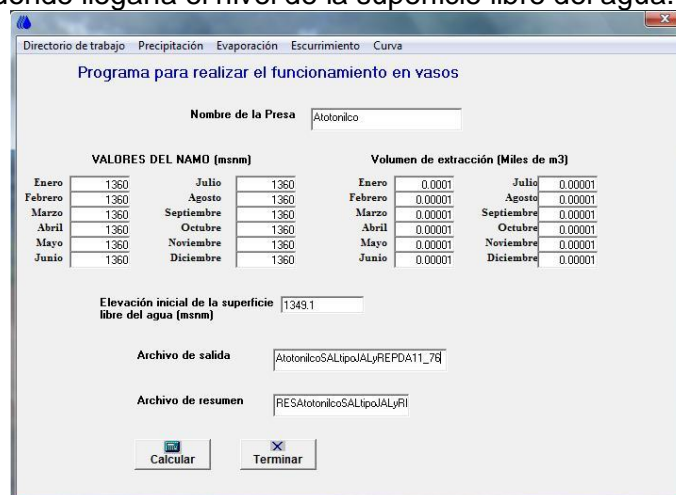 donde llegaría el nivel de la superficie libre del agua.
Directorio de trabajo Precipitación Evaporación Escurrimiento Curva
Programa para realizar el funcionamiento en vasos
Nombre de la Presa Atotonilco
VALORES DEL NAMO (msnm) Volumen de extracción (Miles de m3)
Enero 1360 Julio 1360 Enero 0.0001 Julio 0.00001
Febrero 1360 Agosto 1360 Febrero 0.00001 Agosto 0.00001
Marzo 1360 Septiembre 1360 Marzo 0.00001 Septiembre 0.00001
Abril 1360 Octubre 1360 Abril 0.00001 Octubre 0.00001
Mayo 1360 Noviembre 1360 Mayo 0.00001 Noviembre 0.00001
Junio 1360 Diciembre 1360 Junio 0.00001 Diciembre 0.00001
Elevación inicial de la superficie 1349.1
libre del agua (msnm)
Archivo de salida AtotonilcoSALtipoJALyREPDA11_76
Archivo de resumen RESAtotonilcoSALtipoJALyRI
Calcular Terminar